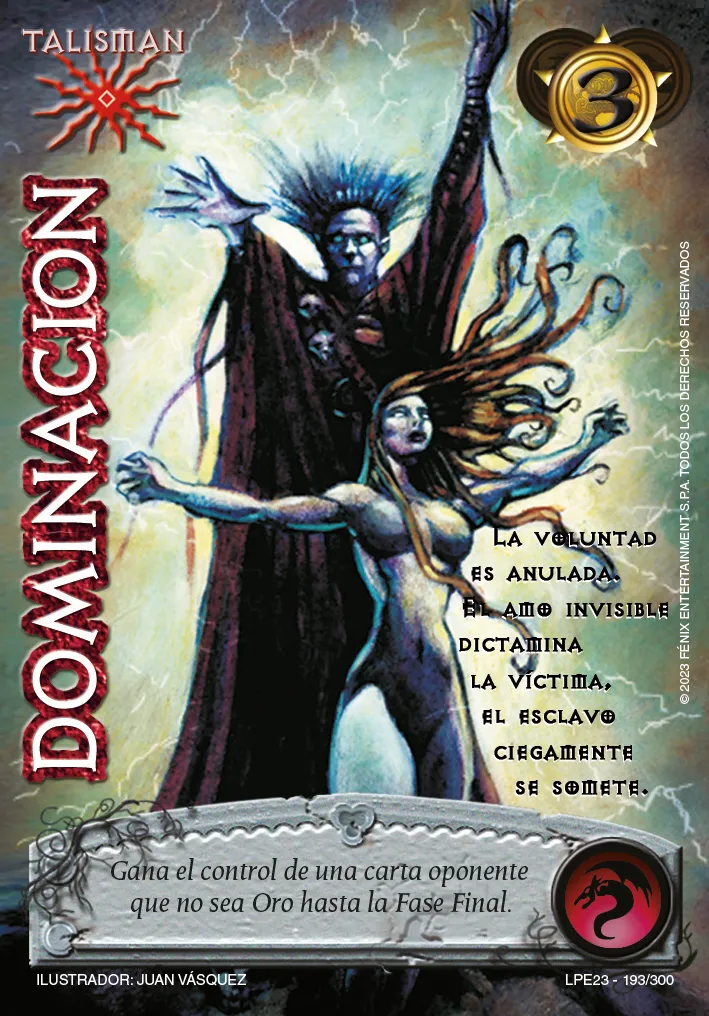 TALISMAN
3
DOMINACION
La voluntad
es anulada.
El amo invisible
dictamina
la víctima,
el esclavo
ciegamente
se somete.
Gana el control de una carta oponente
que no sea Oro hasta la Fase Final.
ILUSTRADOR: JUAN VÁSQUEZ
LPE23 - 193/300
© 2023 FÉNIX ENTERTAINMENT S.P.A. TODOS LOS DERECHOS RESERVADOS